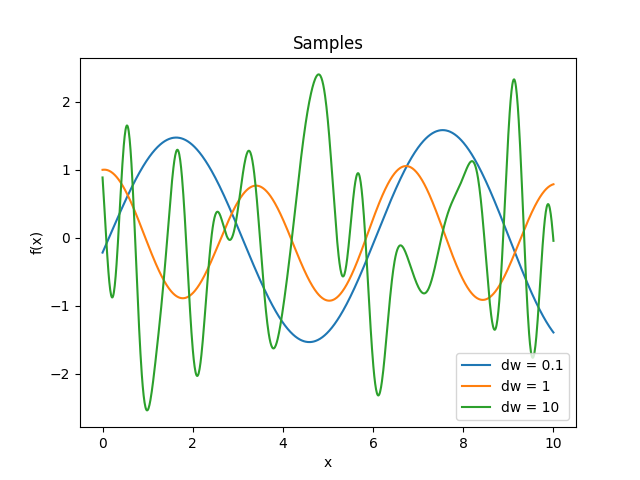 Samples
f(x)
2
1
0
−1
−2
0 2 4 6 8 10
x
dw = 0.1
dw = 1
dw = 10